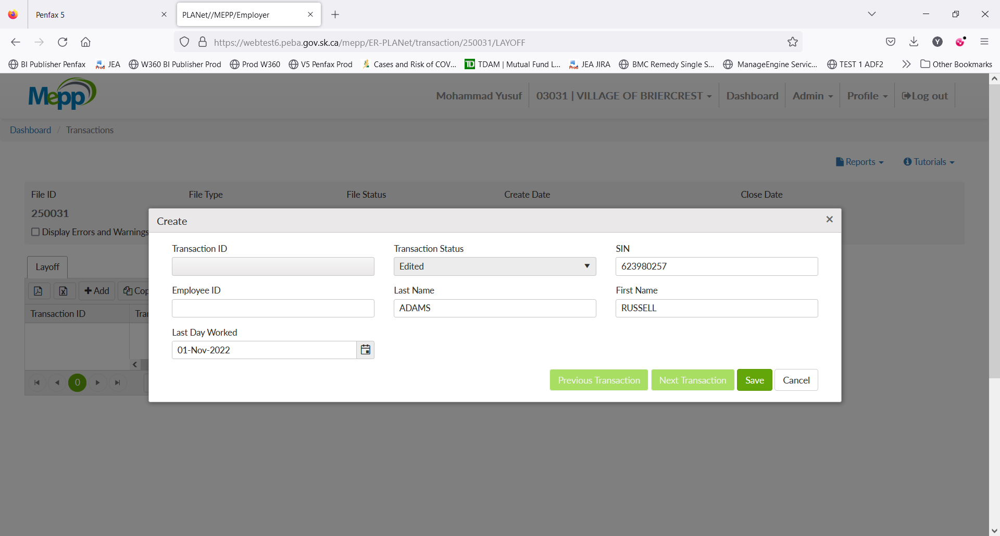 Penfax 5
PLANet//MEPP/Employer
https://webtest6.peba.gov.sk.ca/mepp/ER-PLANet/transaction/250031/LAYOFF
Y
BI Publisher Penfax
JEA
W360 BI Publisher Prod
Prod W360
V5 Penfax Prod
Cases and Risk of COV...
TDAM | Mutual Fund L...
JEA JIRA
BMC Remedy Single S...
ManageEngine Servic...
TEST 1 ADF2
Other Bookmarks
Mepp
Mohammad Yusuf
03031 | VILLAGE OF BRIERCREST
Dashboard
Admin
Profile
Log out
Dashboard / Transactions
Reports
Tutorials
File ID
File Type
File Status
Create Date
Close Date
250031
Display Errors and Warnings
Layoff
Add
Cop
Transaction ID
Tra
0
Create
Transaction ID
Transaction Status
SIN
Edited
623980257
Employee ID
Last Name
First Name
ADAMS
RUSSELL
Last Day Worked
01-Nov-2022
Previous Transaction
Next Transaction
Save
Cancel